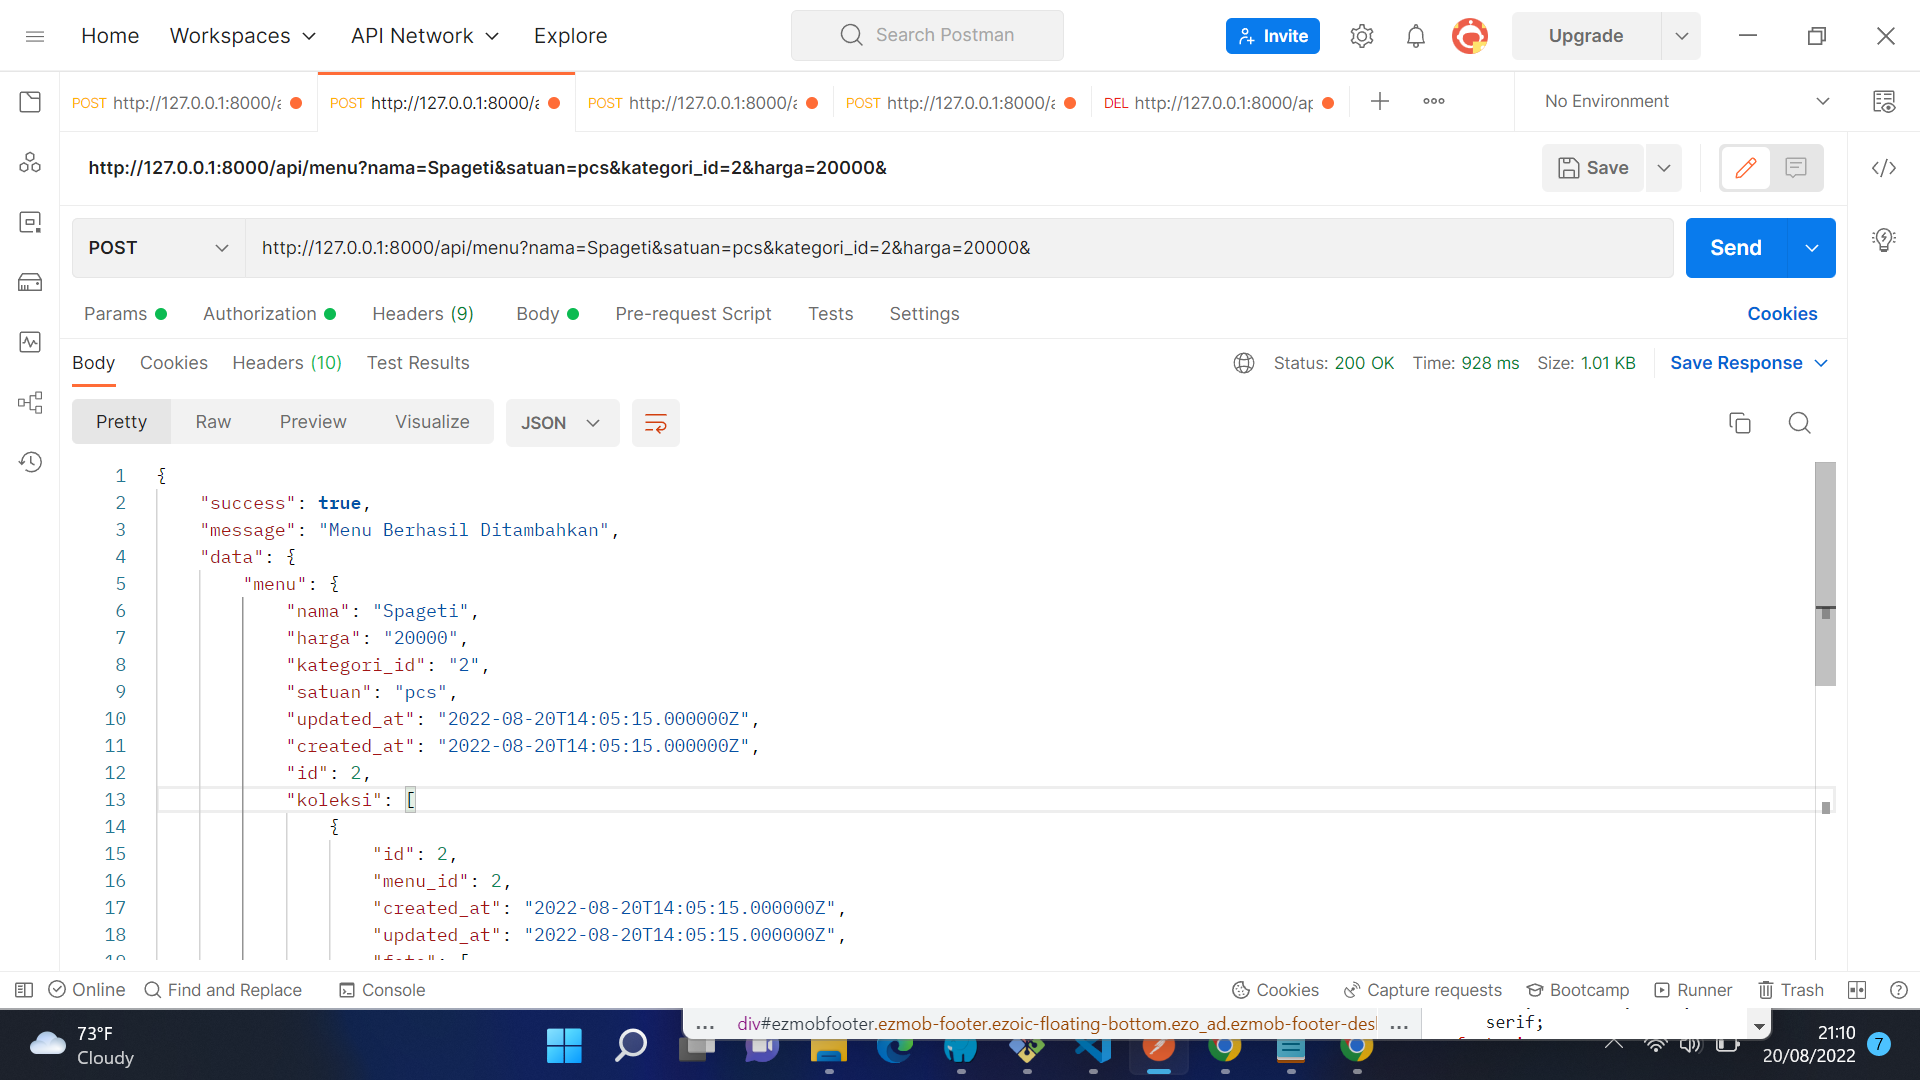 Home Workspaces API Network Explore Search Postman Invite Upgrade
POST http://127.0.0.1:8000/a POST http://127.0.0.1:8000/a POST http://127.0.0.1:8000/a POST http://127.0.0.1:8000/a DEL http://127.0.0.1:8000/ap No Environment
http://127.0.0.1:8000/api/menu?nama=Spageti&satuan=pcs&kategori_id=2&harga=20000& Save
POST http://127.0.0.1:8000/api/menu?nama=Spageti&satuan=pcs&kategori_id=2&harga=20000& Send
Params Authorization Headers (9) Body Pre-request Script Tests Settings Cookies
Body Cookies Headers (10) Test Results Status: 200 OK Time: 928 ms Size: 1.01 KB Save Response
Pretty Raw Preview Visualize JSON
1 {
2 "success": true,
3 "message": "Menu Berhasil Ditambahkan",
4 "data": {
5 "menu": {
6 "nama": "Spageti",
7 "harga": "20000",
8 "kategori_id": "2",
9 "satuan": "pcs",
10 "updated_at": "2022-08-20T14:05:15.000000Z",
11 "created_at": "2022-08-20T14:05:15.000000Z",
12 "id": 2,
13 "koleksi": [
14 {
15 "id": 2,
16 "menu_id": 2,
17 "created_at": "2022-08-20T14:05:15.000000Z",
18 "updated_at": "2022-08-20T14:05:15.000000Z",
Online Find and Replace Console Cookies Capture requests Bootcamp Runner Trash
... div#ezmobfooter.ezmob-footer.ezoic-floating-bottom.ezo_ad.ezmob-footer-des ... serif;
73°F
Cloudy
21:10
20/08/2022 7